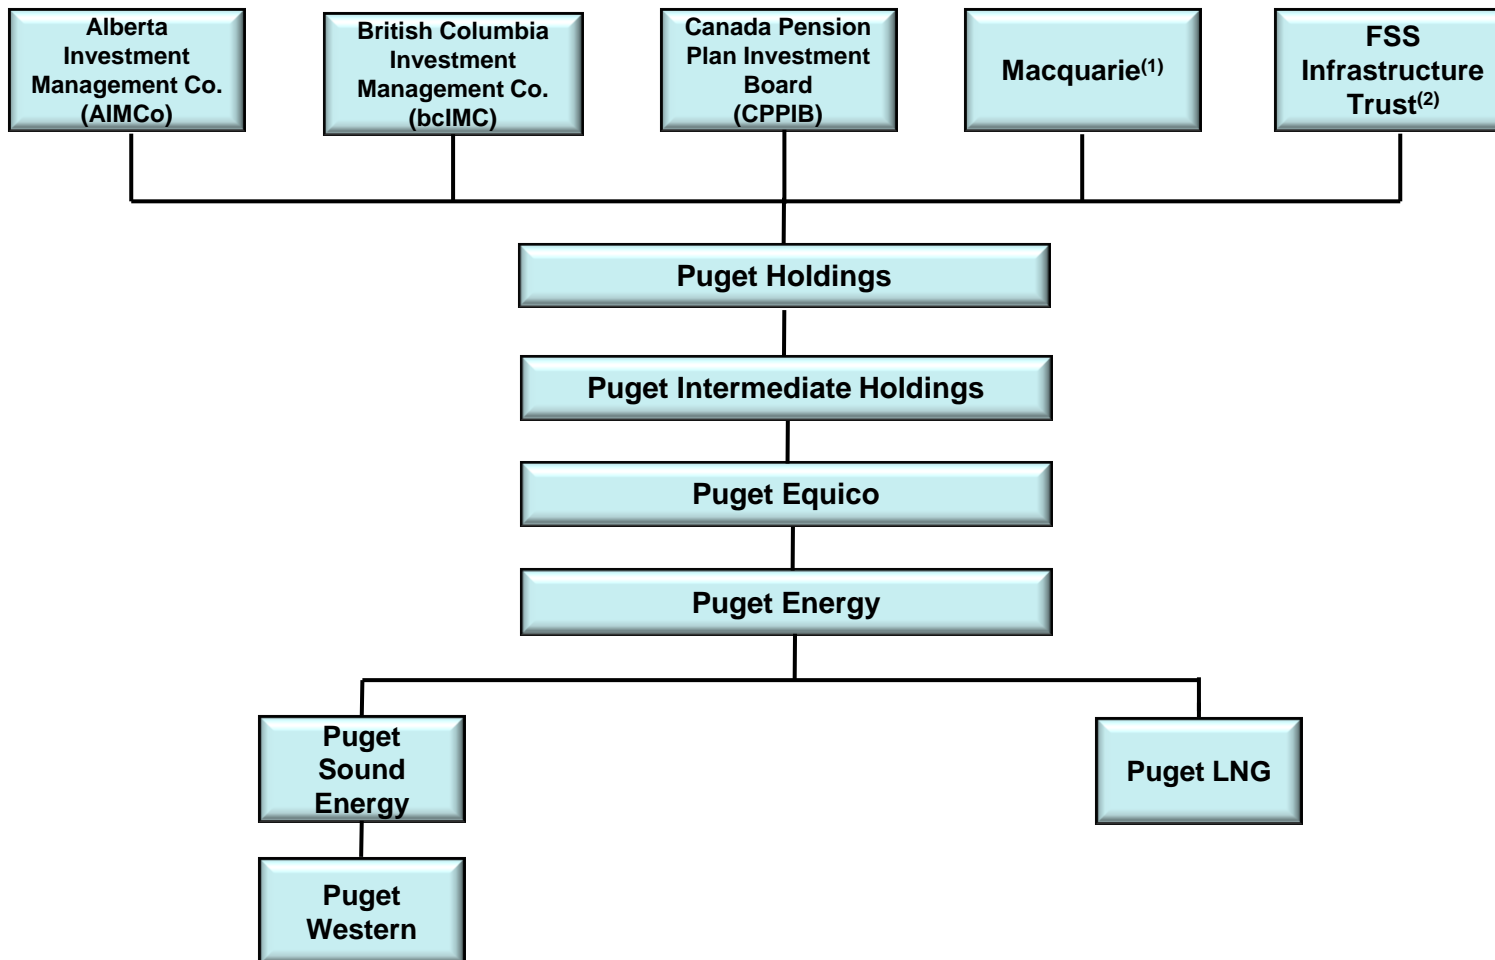 Alberta
Investment
Management Co.
(AIMCo)
British Columbia
Investment
Management Co.
(bcIMC)
Canada Pension
Plan Investment
Board
(CPPIB)
Macquarie(1)
FSS
Infrastructure
Trust(2)
Puget Holdings
Puget Intermediate Holdings
Puget Equico
Puget Energy
Puget
Sound
Energy
Puget LNG
Puget
Western